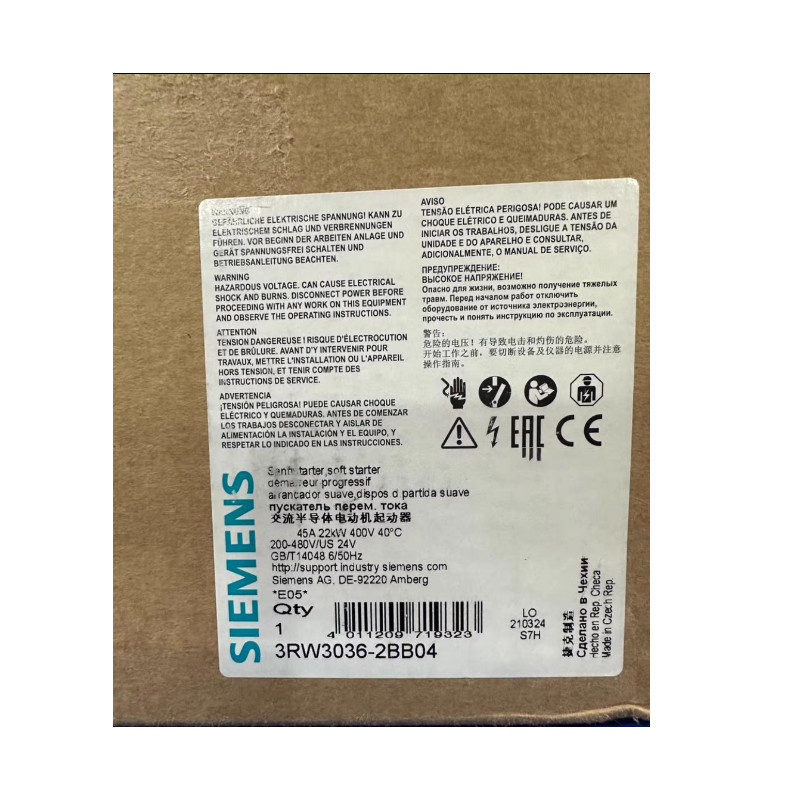 WARNUNG
GEFÄHRLICHE ELEKTRISCHE SPANNUNG! KANN ZU
ELEKTRISCHEM SCHLAG UND VERBRENNUNGEN
FÜHREN. VOR BEGINN DER ARBEITEN ANLAGE UND
GERÄT SPANNUNGSFREI SCHALTEN UND
BETRIEBSANLEITUNG BEACHTEN.
WARNING
HAZARDOUS VOLTAGE. CAN CAUSE ELECTRICAL
SHOCK AND BURNS. DISCONNECT POWER BEFORE
PROCEEDING WITH ANY WORK ON THIS EQUIPMENT
AND OBSERVE THE OPERATING INSTRUCTIONS.
ATTENTION
TENSION DANGEREUSE ! RISQUE D'ÉLECTROCUTION
ET DE BRÛLURE. AVANT D'Y INTERVENIR POUR
TRAVAUX, METTRE L'INSTALLATION OU L'APPAREIL
HORS TENSION, ET TENIR COMPTE DES
INSTRUCTIONS DE SERVICE.
ADVERTENCIA
¡TENSIÓN PELIGROSA! PUEDE CAUSAR CHOQUE
ELÉCTRICO Y QUEMADURAS. ANTES DE COMENZAR
LOS TRABAJOS DESCONECTAR Y AISLAR DE
ALIMENTACIÓN LA INSTALACIÓN Y EL EQUIPO, Y
RESPETAR LO INDICADO EN LAS INSTRUCCIONES.
AVISO
TENSÃO ELÉTRICA PERIGOSA! PODE CAUSAR UM
CHOQUE ELÉTRICO E QUEIMADURAS. ANTES DE
INICIAR OS TRABALHOS, DESLIGUE A TENSÃO DA
UNIDADE E DO APARELHO E CONSULTAR,
ADICIONALMENTE, O MANUAL DE SERVIÇO.
ПРЕДУПРЕЖДЕНИЕ:
ВЫСОКОЕ НАПРЯЖЕНИЕ!
Опасно для жизни, возможно получение тяжелых
травм. Перед началом работ отключить
оборудование от источника электроэнергии,
прочесть и понять инструкцию по эксплуатации.
警告:
危险的电压! 有导致电击和灼伤的危险。
开始工作之前, 要切断设备及仪器的电源并注意
操作指南。
EAC CE
SIEMENS
Sanftstarter,soft starter
démarreur progressif
arrancador suave,dispos d partida suave
пускатель перем. тока
交流半导体电动机起动器
45A 22kW 400V 40°C
200-480V/US 24V
GB/T14048 6/50Hz
http://support industry siemens com
Siemens AG, DE-92220 Amberg
*E05*
Qty
1
4 011209 719323
3RW3036-2BB04
LO
210324
S7H
捷克制造
Сделано в Чехии
Hecho en Rep. Checa
Made in Czech Rep.